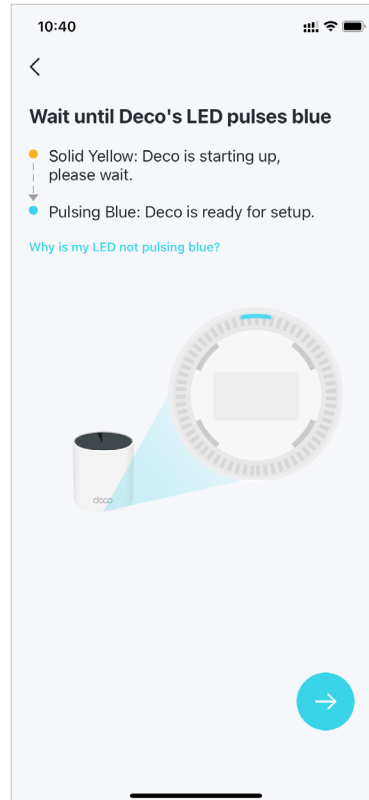 10:40
Wait until Deco's LED pulses blue
Solid Yellow: Deco is starting up,
please wait.
Pulsing Blue: Deco is ready for setup.
Why is my LED not pulsing blue?
deco